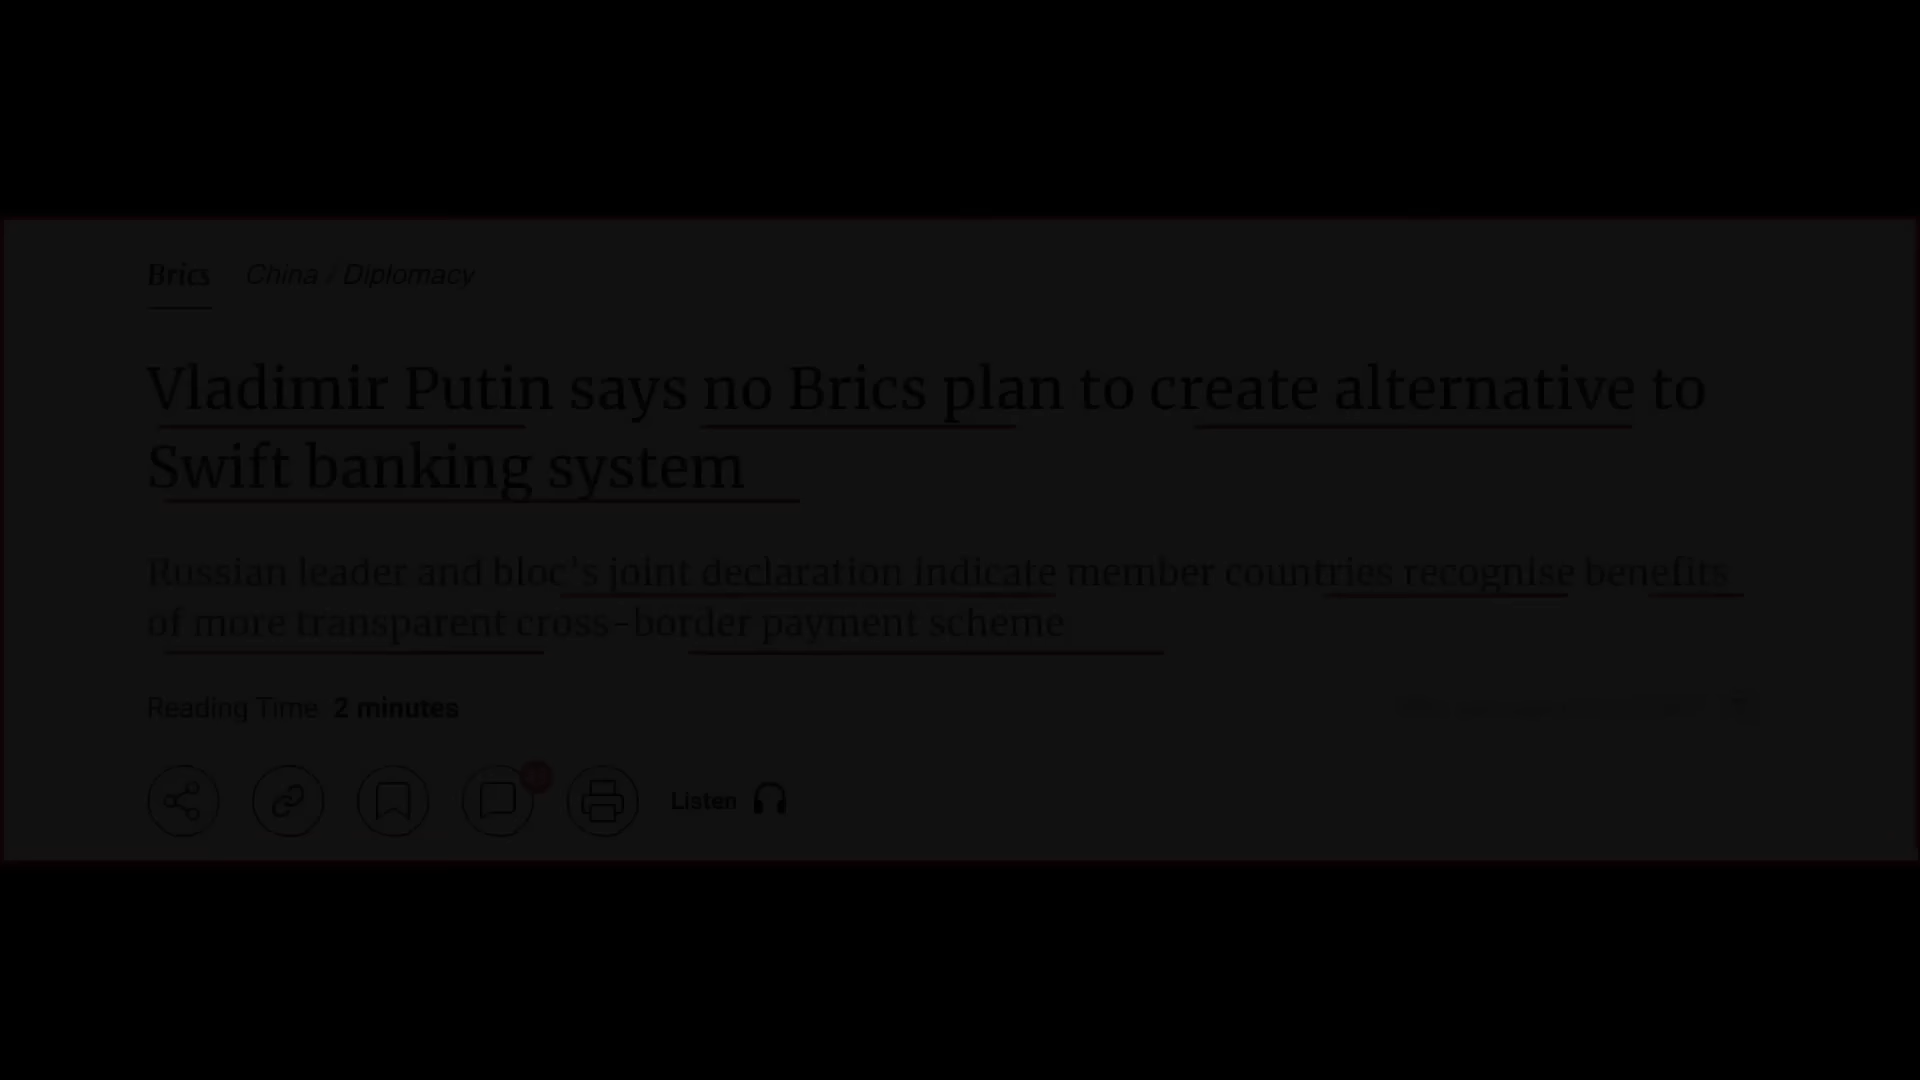 Brics China / Diplomacy
Vladimir Putin says no Brics plan to create alternative to
Swift banking system
Russian leader and bloc's joint declaration indicate member countries recognise benefits
of more transparent cross-border payment scheme
Reading Time: 2 minutes
Listen